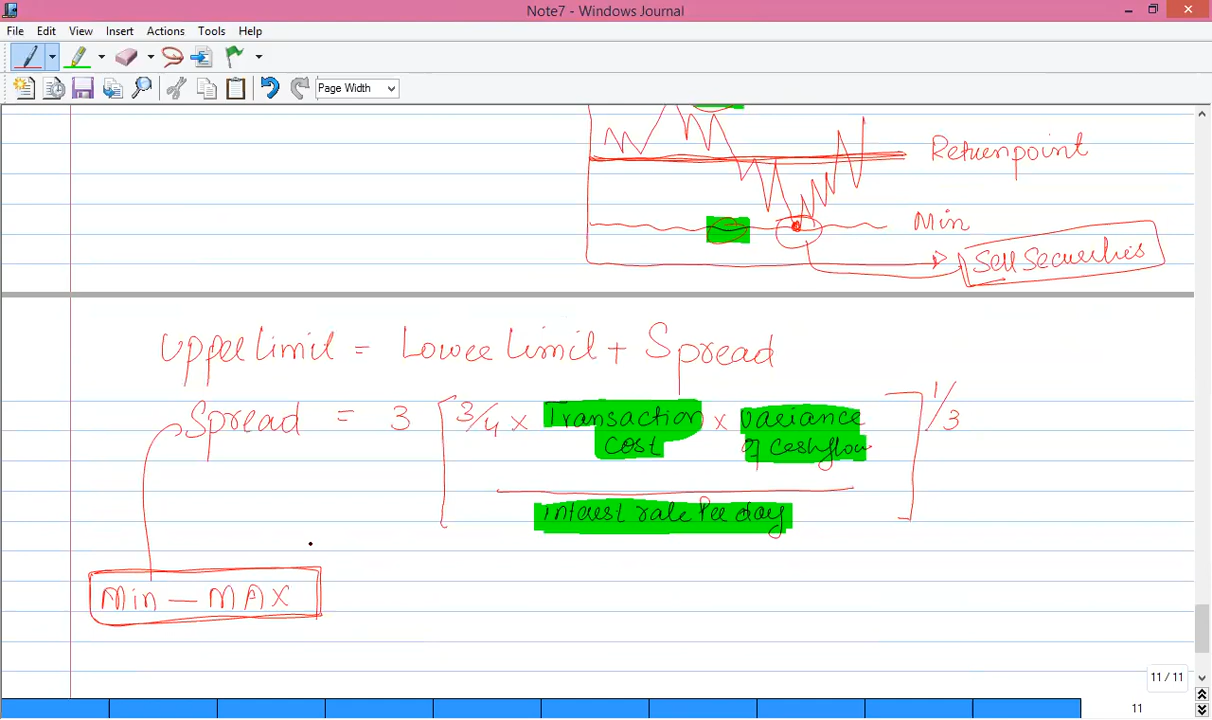 Note7 - Windows Journal
File Edit View Insert Actions Tools Help
Page Width
Returnpoint
Min
Sell Securities
Upper limit = Lower limit + Spread
Spread = 3 [ 3/4 × Transaction cost × variance of cashflow ] 1/3
Interest rate Per day
Min — MAX
11 / 11
11